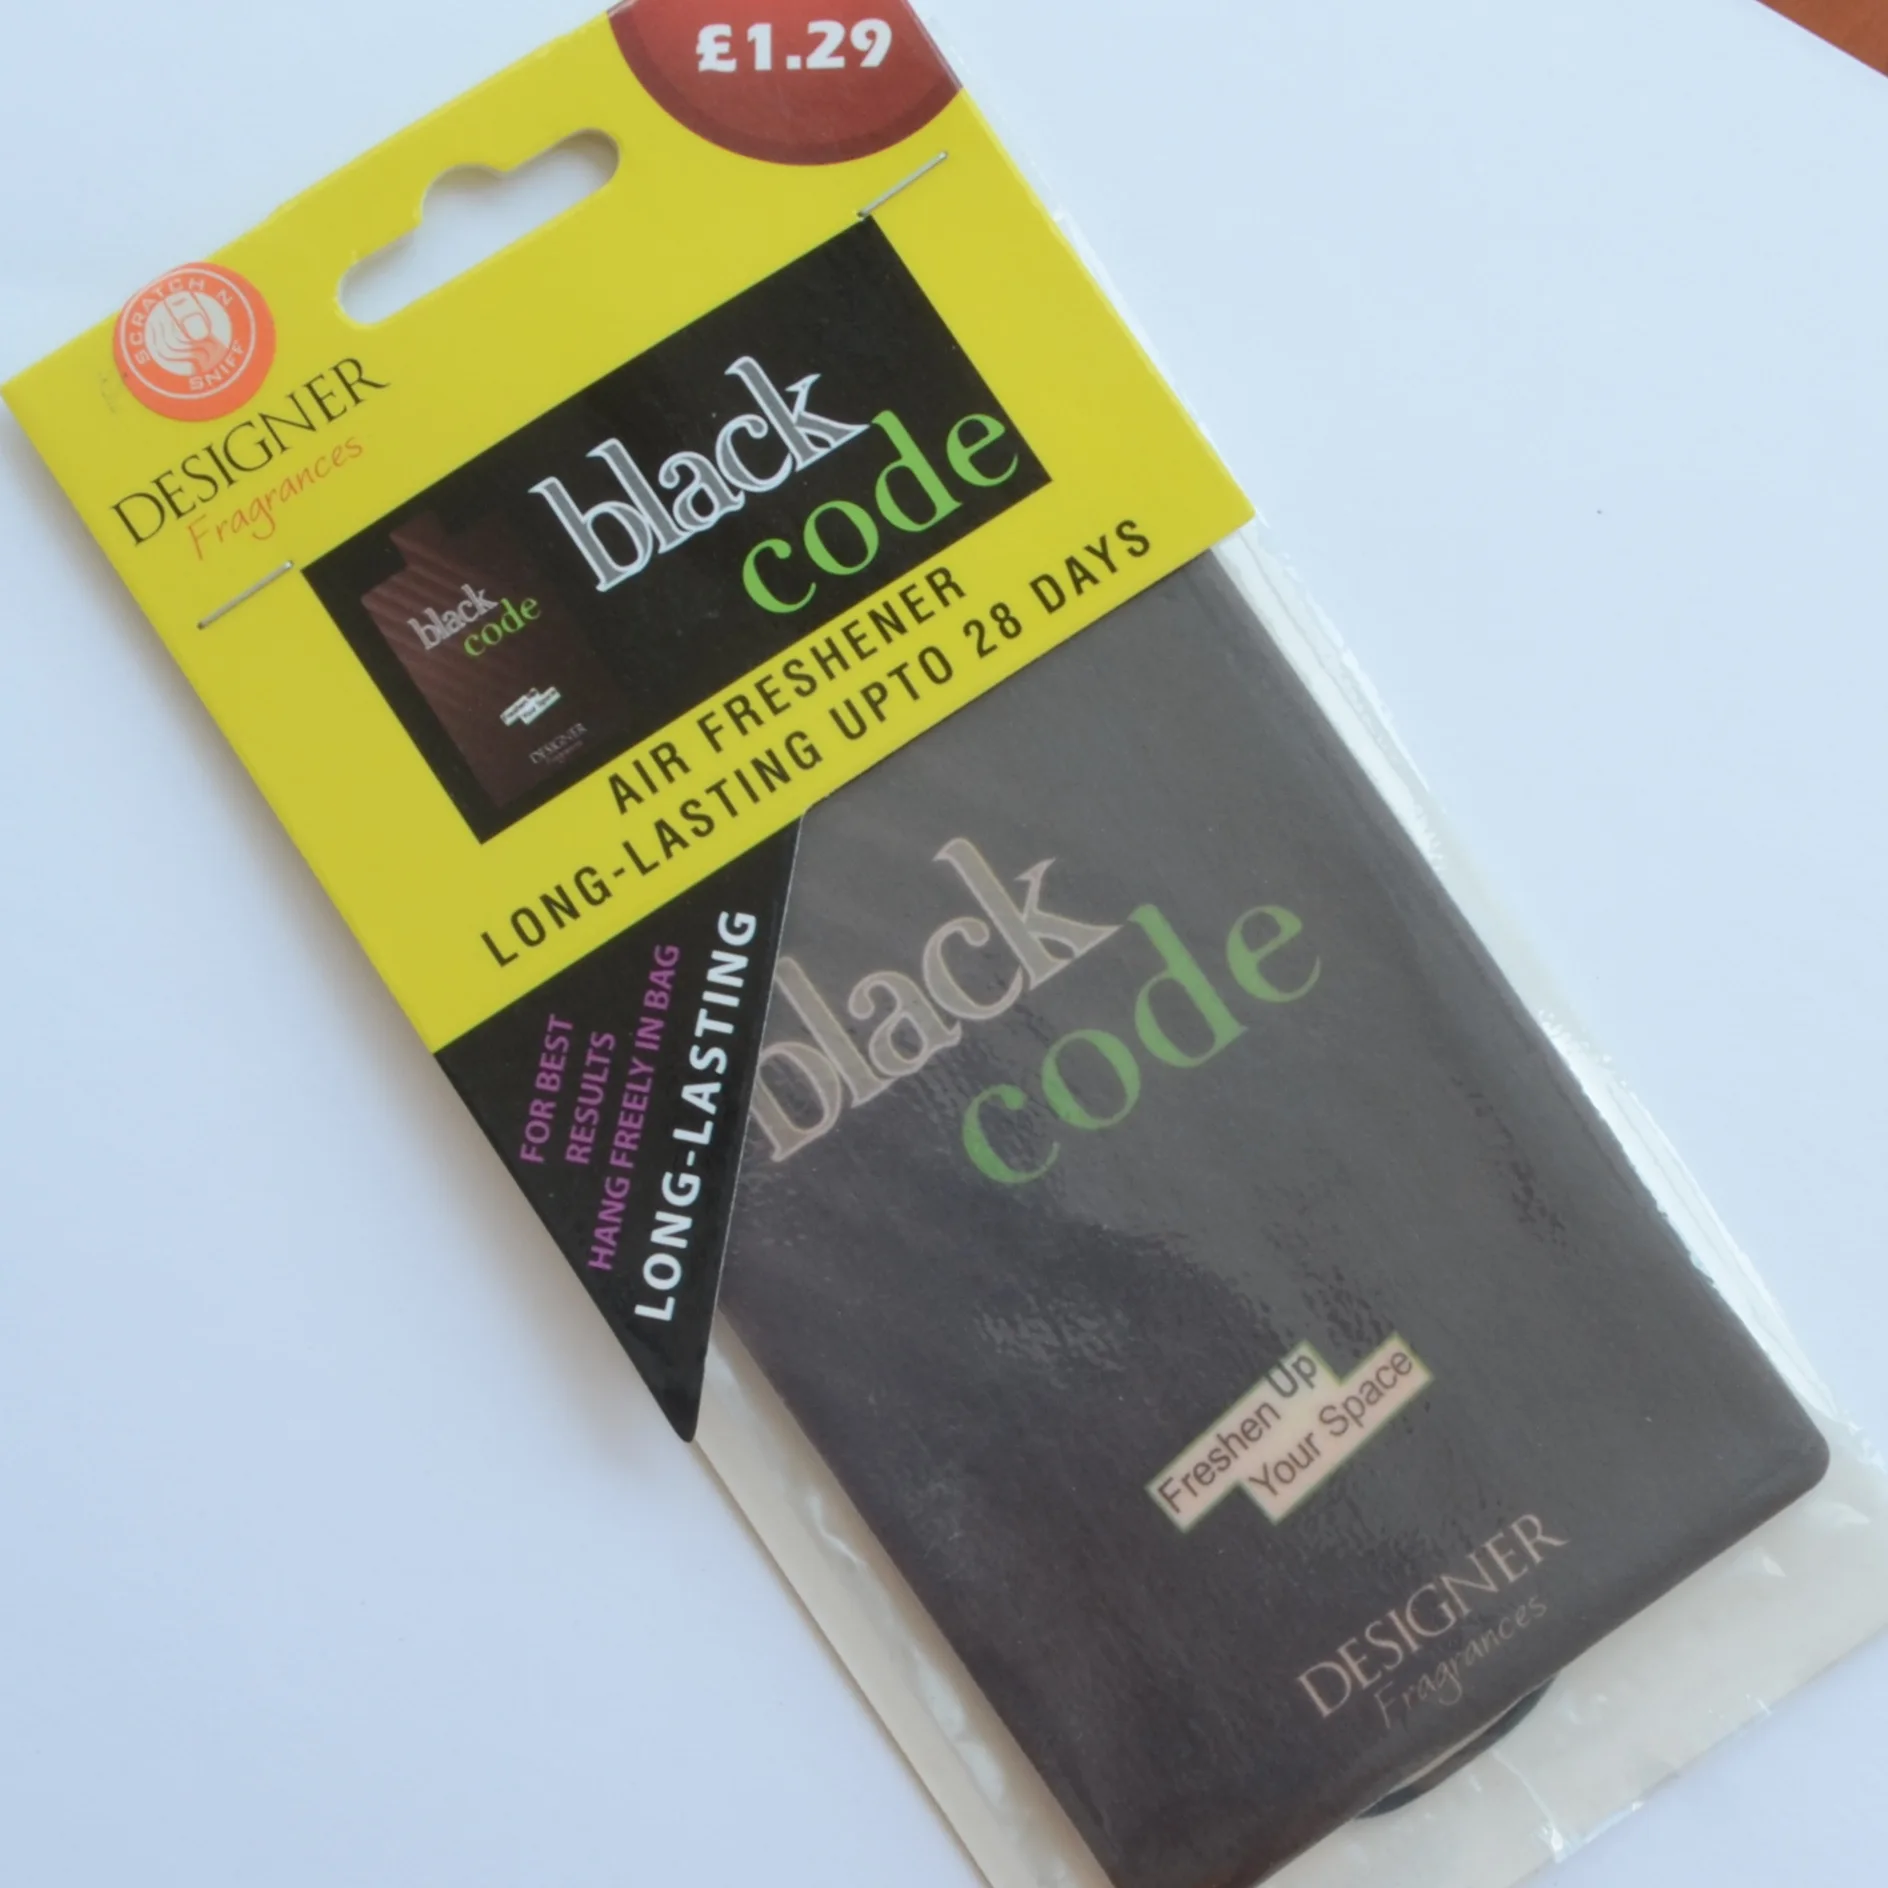 £1.29
SCRATCH N
SNIFF
DESIGNER
Fragrances
black
code
black
code
DESIGNER
AIR FRESHENER
LONG-LASTING UPTO 28 DAYS
FOR BEST
RESULTS
HANG FREELY IN BAG
LONG-LASTING
black
code
Freshen Up
Your Space
DESIGNER
Fragrances